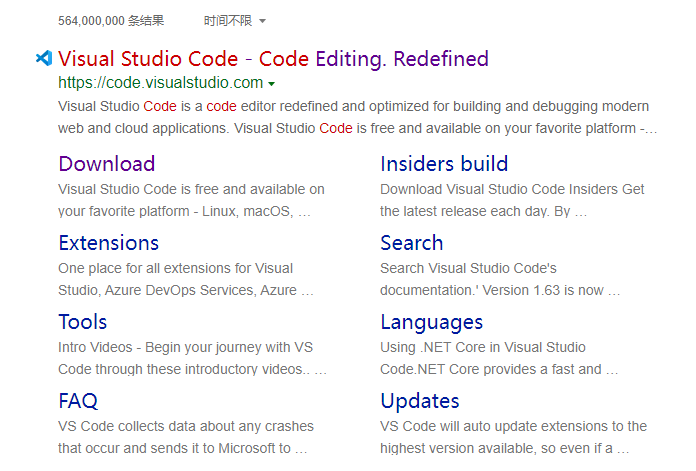 564,000,000 条结果 时间不限
Visual Studio Code - Code Editing. Redefined
https://code.visualstudio.com
Visual Studio Code is a code editor redefined and optimized for building and debugging modern
web and cloud applications. Visual Studio Code is free and available on your favorite platform -…
Download
Visual Studio Code is free and available on
your favorite platform - Linux, macOS, …
Insiders build
Download Visual Studio Code Insiders Get
the latest release each day. By …
Extensions
One place for all extensions for Visual
Studio, Azure DevOps Services, Azure …
Search
Search Visual Studio Code's
documentation.' Version 1.63 is now …
Tools
Intro Videos - Begin your journey with VS
Code through these introductory videos.. …
Languages
Using .NET Core in Visual Studio
Code.NET Core provides a fast and …
FAQ
VS Code collects data about any crashes
that occur and sends it to Microsoft to …
Updates
VS Code will auto update extensions to the
highest version available, so even if a …